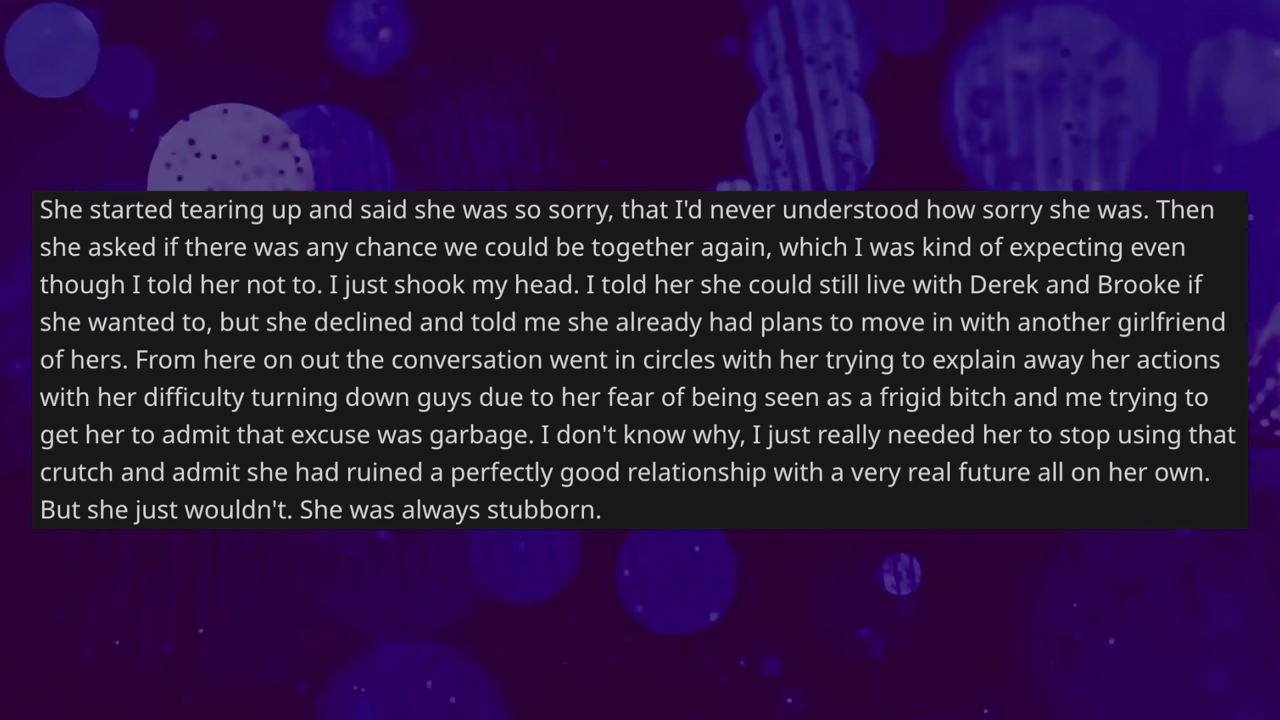 She started tearing up and said she was so sorry, that I'd never understood how sorry she was. Then
she asked if there was any chance we could be together again, which I was kind of expecting even
though I told her not to. I just shook my head. I told her she could still live with Derek and Brooke if
she wanted to, but she declined and told me she already had plans to move in with another girlfriend
of hers. From here on out the conversation went in circles with her trying to explain away her actions
with her difficulty turning down guys due to her fear of being seen as a frigid bitch and me trying to
get her to admit that excuse was garbage. I don't know why, I just really needed her to stop using that
crutch and admit she had ruined a perfectly good relationship with a very real future all on her own.
But she just wouldn't. She was always stubborn.